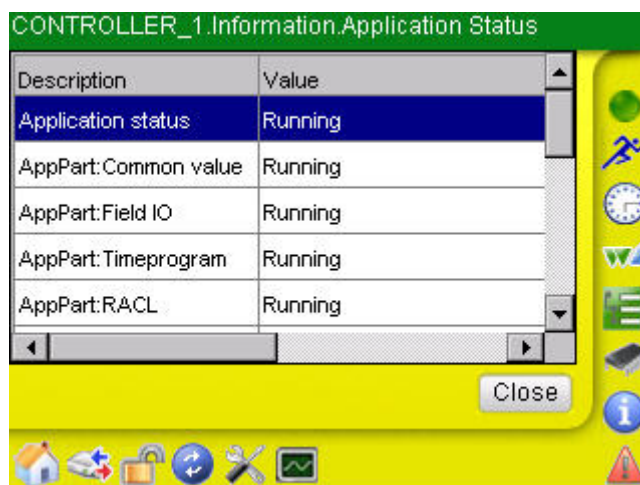 CONTROLLER_1.Information.Application Status
Description Value
Application status Running
AppPart:Common value Running
AppPart:Field IO Running
AppPart:Timeprogram Running
AppPart:RACL Running
Close